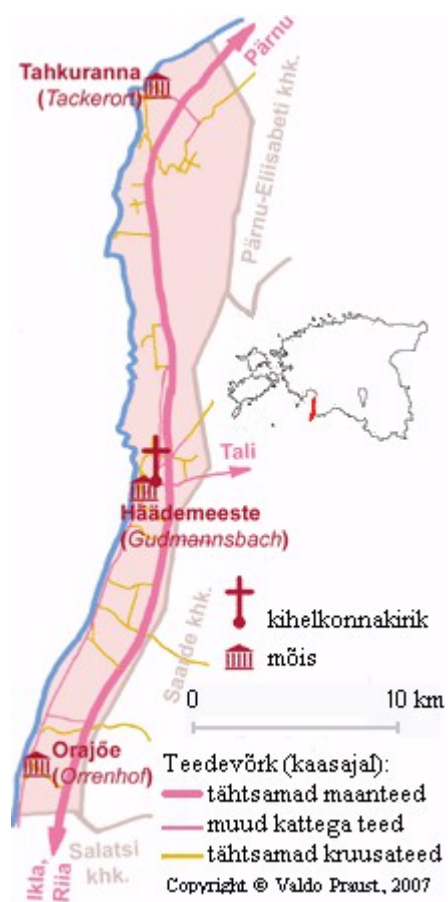 Pärnu
Tahkuranna
(Tackerort)
Pärnu-Eliisabeti khk.
Tali
Häädemeeste
(Gudmannsbach)
Saarde khk.
kihelkonnakirik
mõis
0 10 km
Orajõe
(Orrenhof)
Teedevõrk (kaasajal):
tähtsamad maanteed
muud kattega teed
tähtsamad kruusateed
Ikla,
Riia
Salatsi
khk.
Copyright © Valdo Praust, 2007